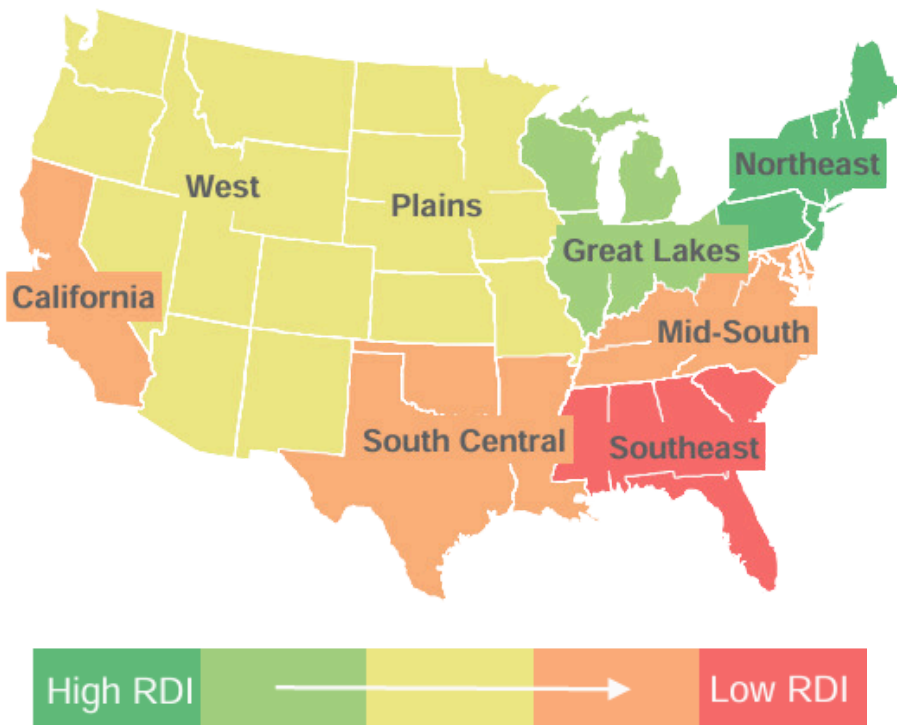 Northeast
West
Plains
Great Lakes
California
Mid-South
South Central
Southeast
High RDI
Low RDI